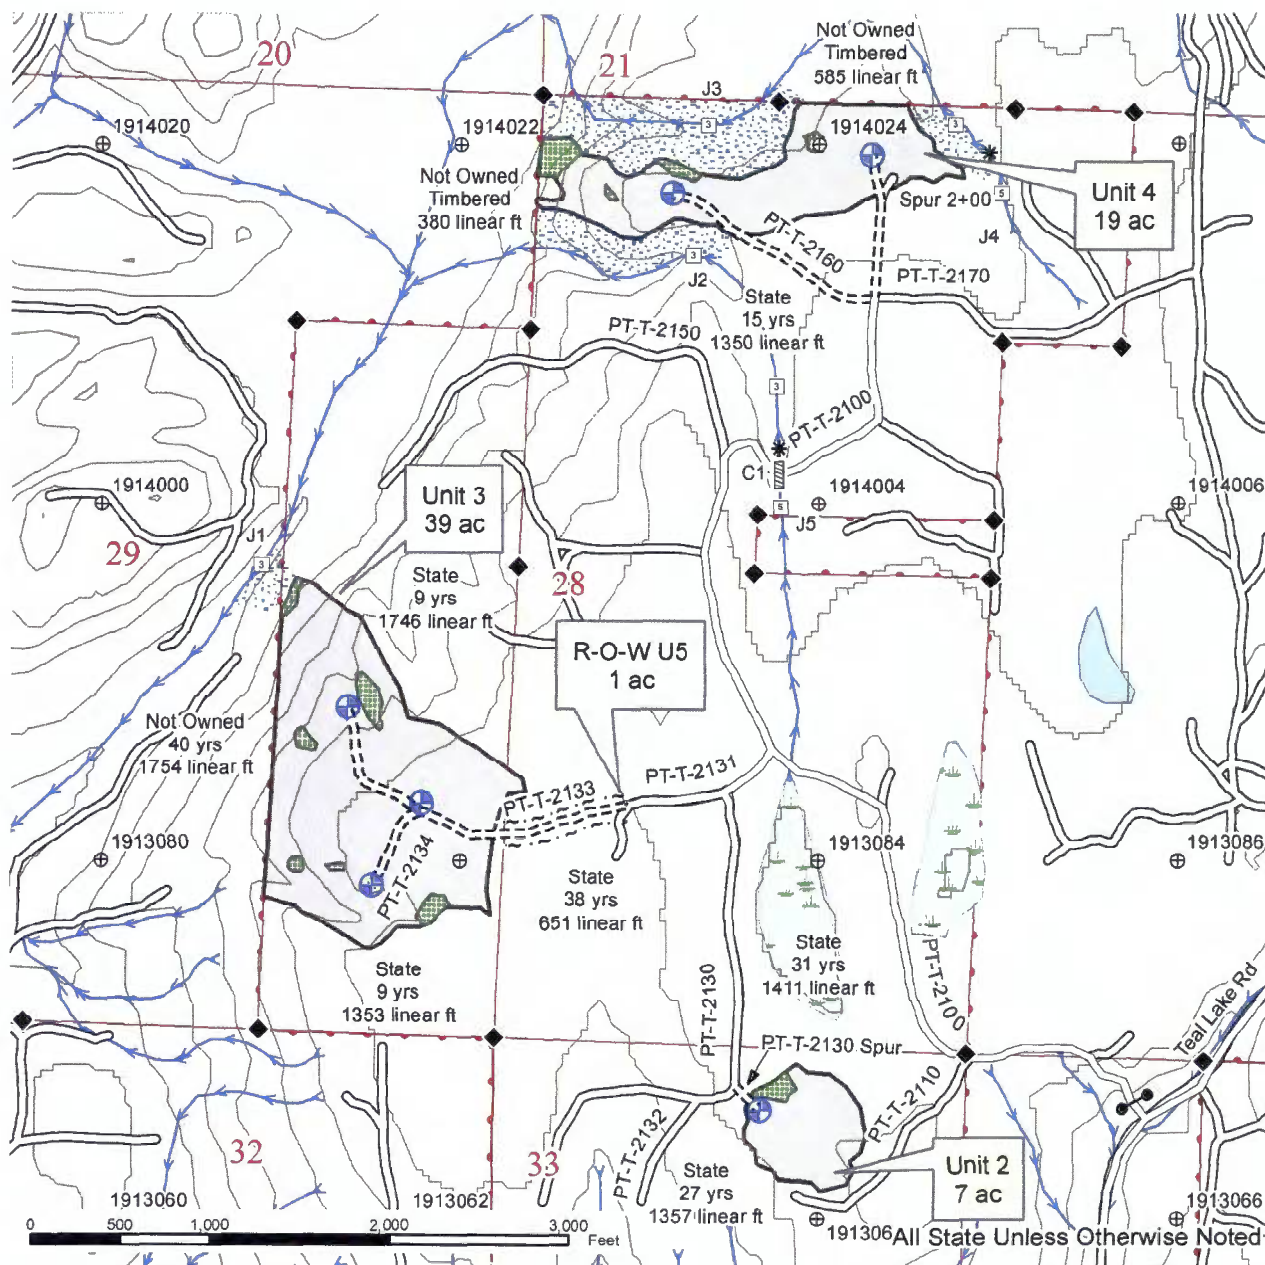 20
21
Not Owned
Timbered
585 linear ft
J3
1914020
1914022
1914024
3
3
Not Owned
Timbered
380 linear ft
Unit 4
19 ac
Spur 2+00
5
J4
PT-T-2160
3
J2
PT-T-2170
State
15 yrs
1350 linear ft
PT-T-2150
3
PT-T-2100
C1
1914000
Unit 3
39 ac
1914004
1914006
5
J5
J1
3
29
28
State
9 yrs
1746 linear ft
R-O-W U5
1 ac
Not Owned
40 yrs
1754 linear ft
PT-T-2131
PT-T-2133
PT-T-2134
1913080
1913084
1913086
State
38 yrs
651 linear ft
State
31 yrs
1411 linear ft
State
9 yrs
1353 linear ft
PT-T-2130
PT-T-2100
Teal Lake Rd
PT-T-2130 Spur
PT-T-2110
32
33
PT-T-2132
Unit 2
7 ac
State
27 yrs
1357 linear ft
1913060
1913062
191306
1913066
All State Unless Otherwise Noted
0 500 1,000 2,000 3,000
Feet